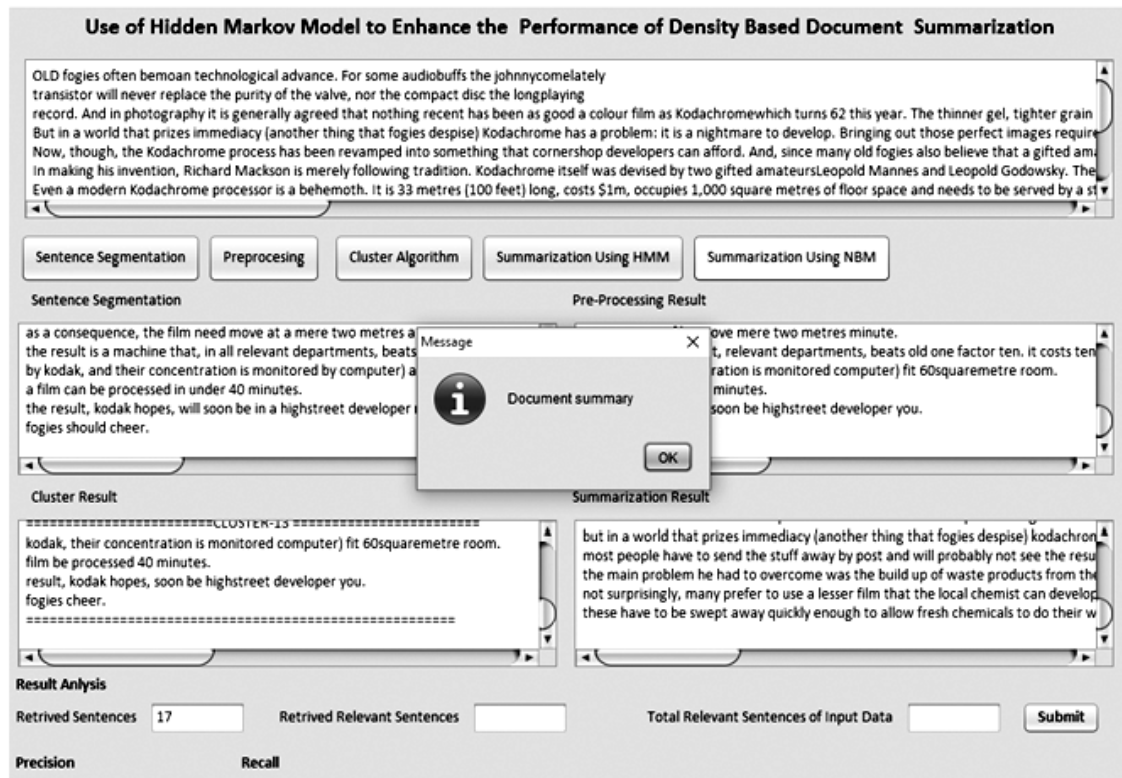 Use of Hidden Markov Model to Enhance the Performance of Density Based Document Summarization
OLD fogies often bemoan technological advance. For some audiobuffs the johnnycomelately
transistor will never replace the purity of the valve, nor the compact disc the longplaying
record. And in photography it is generally agreed that nothing recent has been as good a colour film as Kodachromewhich turns 62 this year. The thinner gel, tighter grain
But in a world that prizes immediacy (another thing that fogies despise) Kodachrome has a problem: it is a nightmare to develop. Bringing out those perfect images require
Now, though, the Kodachrome process has been revamped into something that cornershop developers can afford. And, since many old fogies also believe that a gifted ama
In making his invention, Richard Mackson is merely following tradition. Kodachrome itself was devised by two gifted amateursLeopold Mannes and Leopold Godowsky. The
Even a modern Kodachrome processor is a behemoth. It is 33 metres (100 feet) long, costs $1m, occupies 1,000 square metres of floor space and needs to be served by a st
Sentence Segmentation Preprocesing Cluster Algorithm Summarization Using HMM Summarization Using NBM
Sentence Segmentation Pre-Processing Result
as a consequence, the film need move at a mere two metres a
the result is a machine that, in all relevant departments, beats
by kodak, and their concentration is monitored by computer) a
a film can be processed in under 40 minutes.
the result, kodak hopes, will soon be in a highstreet developer
fogies should cheer.
ove mere two metres minute.
t, relevant departments, beats old one factor ten. it costs ten
ration is monitored computer) fit 60squaremetre room.
minutes.
soon be highstreet developer you.
Message
Document summary
OK
Cluster Result Summarization Result
========================CLUSTER-13 ========================
kodak, their concentration is monitored computer) fit 60squaremetre room.
film be processed 40 minutes.
result, kodak hopes, soon be highstreet developer you.
fogies cheer.
=======================================================
but in a world that prizes immediacy (another thing that fogies despise) kodachron
most people have to send the stuff away by post and will probably not see the resu
the main problem he had to overcome was the build up of waste products from the
not surprisingly, many prefer to use a lesser film that the local chemist can develop
these have to be swept away quickly enough to allow fresh chemicals to do their w
Result Anlysis
Retrived Sentences 17 Retrived Relevant Sentences Total Relevant Sentences of Input Data Submit
Precision Recall